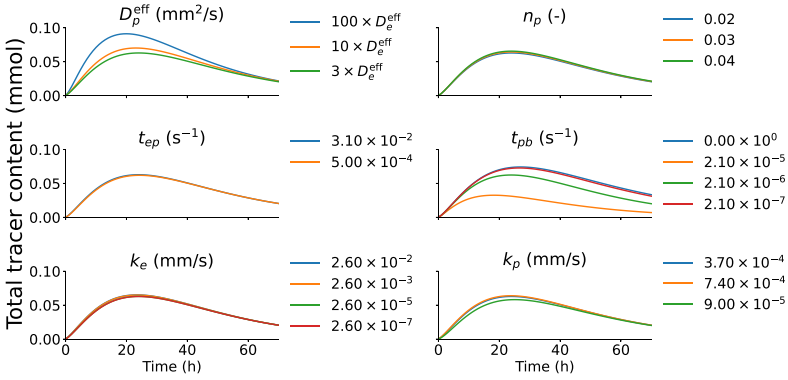 Total tracer content (mmol)
D_p^eff (mm²/s)
0.10
0.05
0.00
100 × D_e^eff
10 × D_e^eff
3 × D_e^eff
n_p (-)
0.02
0.03
0.04
t_ep (s⁻¹)
0.10
0.05
0.00
3.10 × 10⁻²
5.00 × 10⁻⁴
t_pb (s⁻¹)
0.00 × 10⁰
2.10 × 10⁻⁵
2.10 × 10⁻⁶
2.10 × 10⁻⁷
k_e (mm/s)
0.10
0.05
0.00
0 20 40 60
Time (h)
2.60 × 10⁻²
2.60 × 10⁻³
2.60 × 10⁻⁵
2.60 × 10⁻⁷
k_p (mm/s)
0 20 40 60
Time (h)
3.70 × 10⁻⁴
7.40 × 10⁻⁴
9.00 × 10⁻⁵